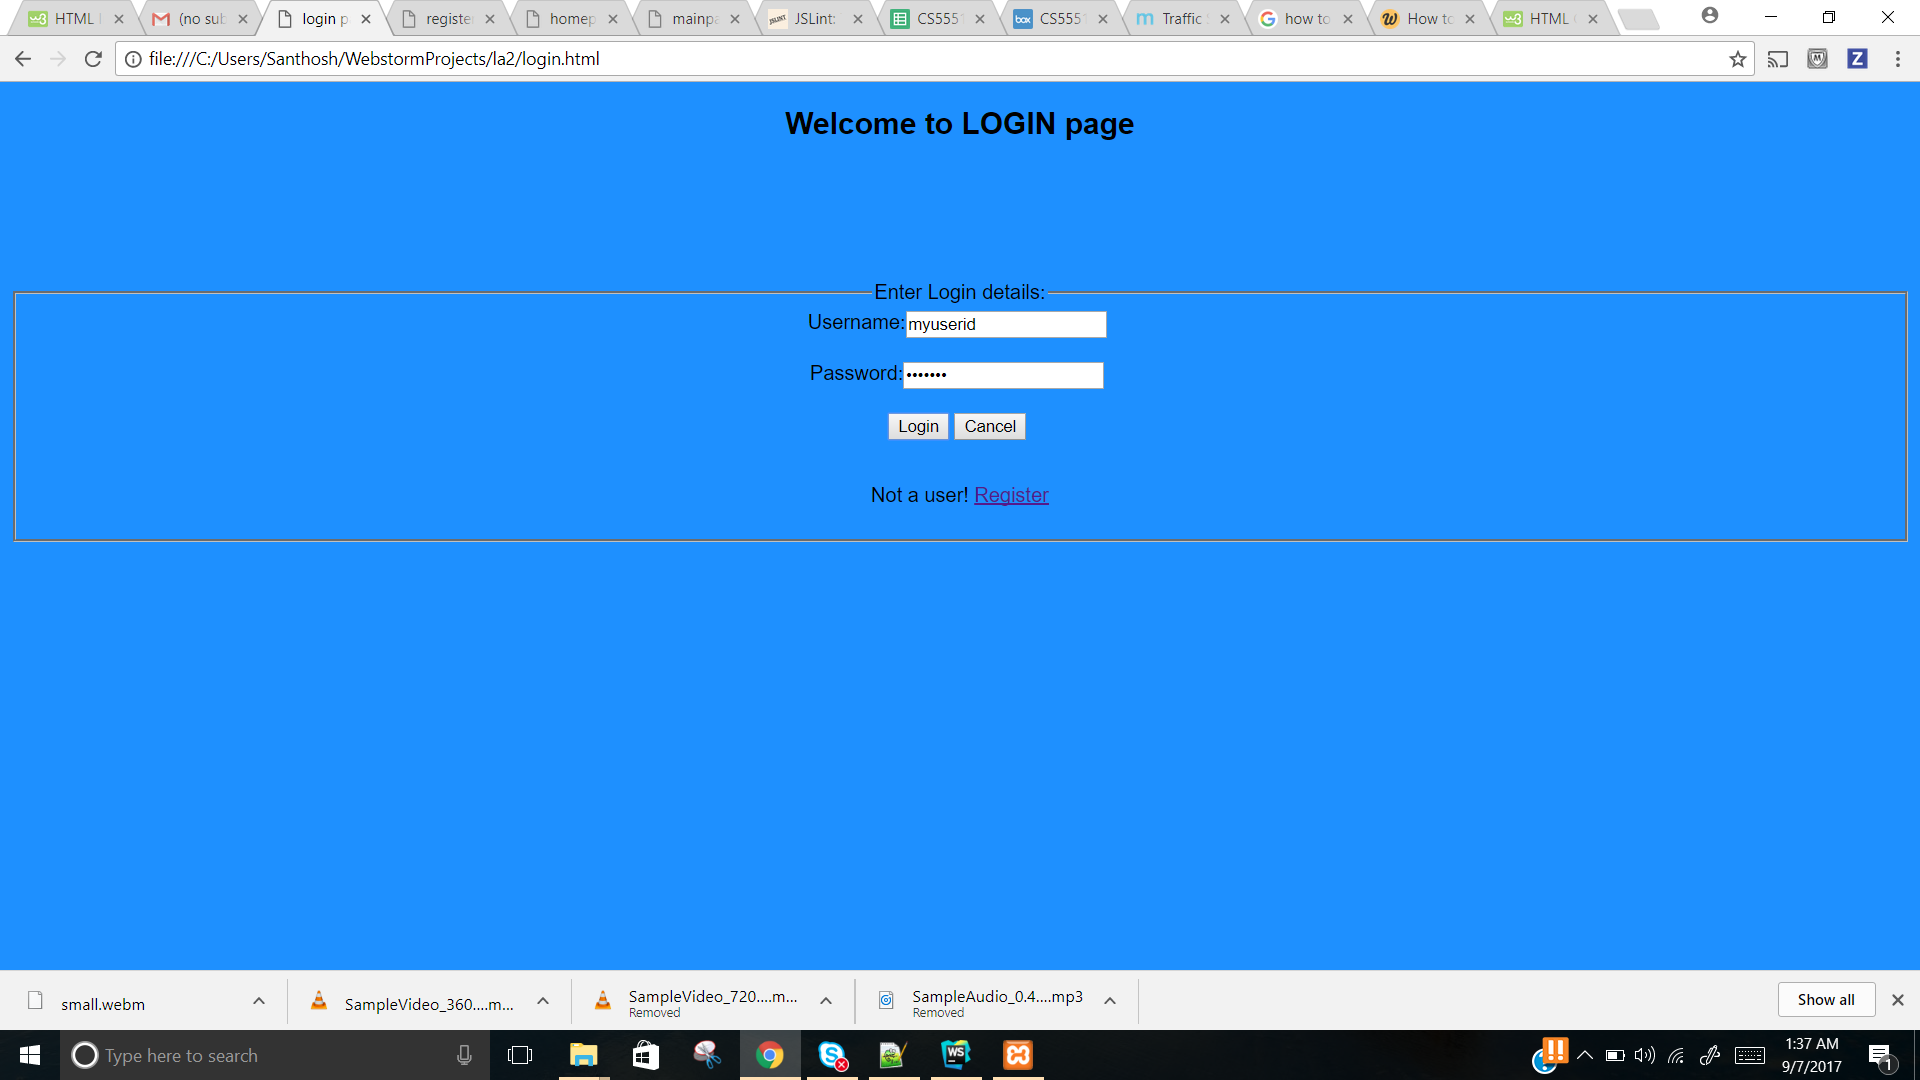 HTML
(no sub
login p
registe
homep
mainpa
JSLint:
CS5551
CS5551
Traffic
how to
How to
HTML
file:///C:/Users/Santhosh/WebstormProjects/la2/login.html
Welcome to LOGIN page
Enter Login details:
Username: myuserid
Password: •••••••
Login Cancel
Not a user! Register
small.webm
SampleVideo_360....m...
SampleVideo_720....m...
Removed
SampleAudio_0.4....mp3
Removed
Show all
Type here to search
1:37 AM
9/7/2017
1